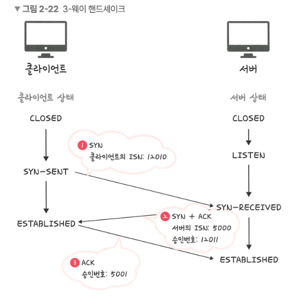 ▼ 그림 2-22 3-웨이 핸드셰이크
클라이언트
서버
클라이언트 상태
서버 상태
CLOSED
CLOSED
1 SYN
클라이언트의 ISN: 12010
LISTEN
SYN-SENT
SYN-RECEIVED
2 SYN + ACK
서버의 ISN: 5000
승인번호: 12011
ESTABLISHED
3 ACK
승인번호: 5001
ESTABLISHED